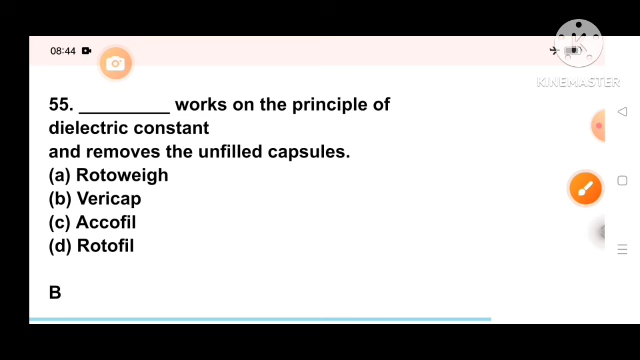 08:44
KINEMASTER
55. _________ works on the principle of
dielectric constant
and removes the unfilled capsules.
(a) Rotoweigh
(b) Vericap
(c) Accofil
(d) Rotofil
B